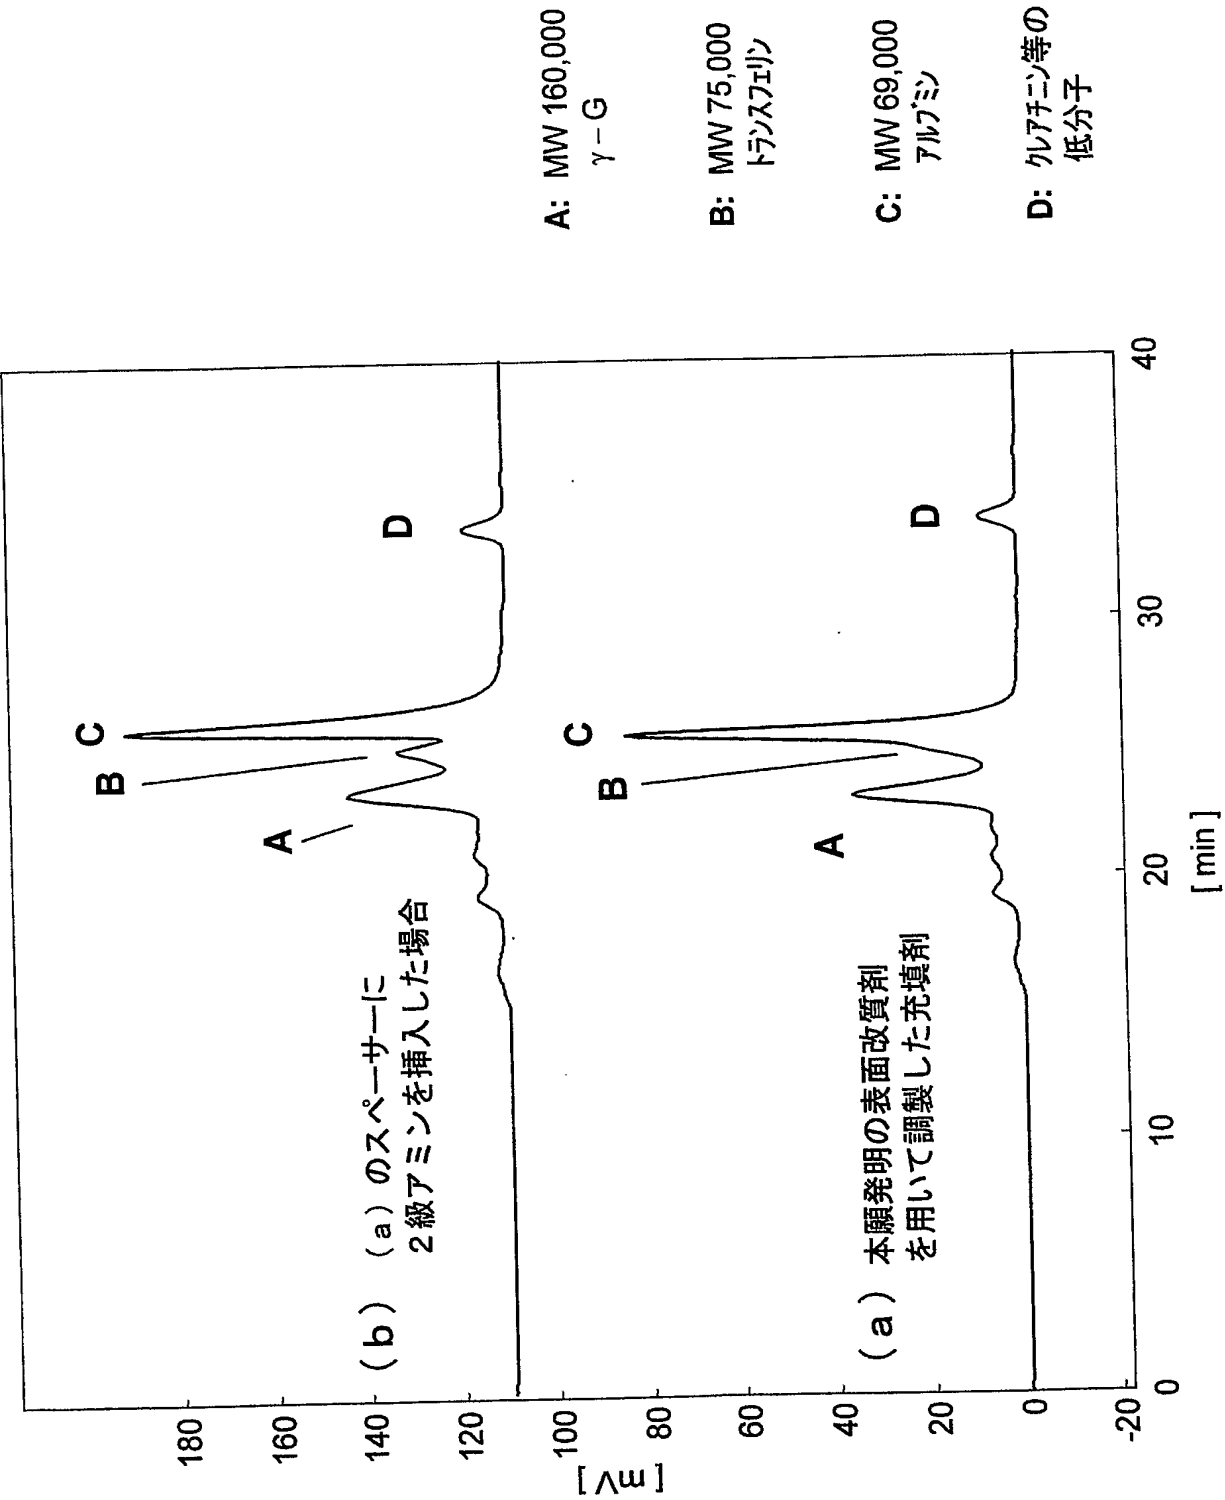 A: MW 160,000
γ－G
B: MW 75,000
ﾄﾗﾝｽﾌｪﾘﾝ
C: MW 69,000
ｱﾙﾌﾞﾐﾝ
D: ｸﾚｱﾁﾆﾝ等の
低分子
[ mV ]
180
160
140
120
100
80
60
40
20
0
-20
(b) (a)のスペーサーに
２級アミンを挿入した場合
A
B
C
D
(a) 本願発明の表面改質剤
を用いて調製した充填剤
A
B
C
D
0
10
20
30
40
[ min ]